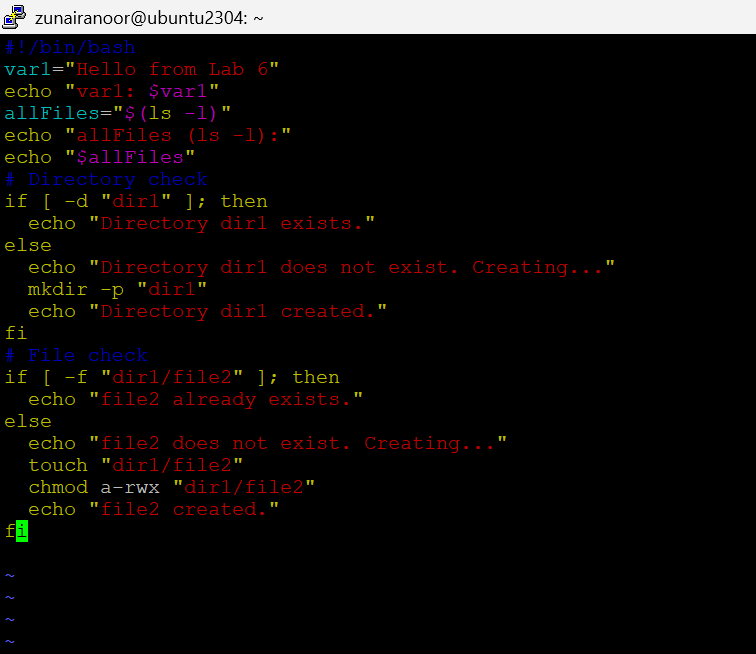 zunairanoor@ubuntu2304: ~
#!/bin/bash
var1="Hello from Lab 6"
echo "var1: $var1"
allFiles="$(ls -l)"
echo "allFiles (ls -l):"
echo "$allFiles"
# Directory check
if [ -d "dir1" ]; then
  echo "Directory dir1 exists."
else
  echo "Directory dir1 does not exist. Creating..."
  mkdir -p "dir1"
  echo "Directory dir1 created."
fi
# File check
if [ -f "dir1/file2" ]; then
  echo "file2 already exists."
else
  echo "file2 does not exist. Creating..."
  touch "dir1/file2"
  chmod a-rwx "dir1/file2"
  echo "file2 created."
fi
~
~
~
~